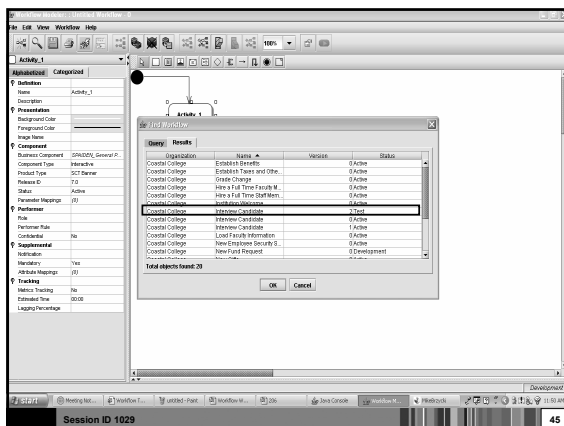 Workflow Modeler - Untitled Workflow - 0
File Edit View Workflow Help
100%
Activity_1
Alphabetized Categorized
Definition
Name Activity_1
Description
Presentation
Background Color
Foreground Color
Image Name
Component
Business Component SPAIDEN_General P...
Component Type Interactive
Product Type SCT Banner
Release ID 7.0
Status Active
Parameter Mappings (0)
Performer
Role
Performer Rule
Confidential No
Supplemental
Notification
Mandatory Yes
Attribute Mappings (0)
Tracking
Metrics Tracking No
Estimated Time 00:00
Lagging Percentage
Activity_1
Find Workflow
Query Results
Organization Name Version Status
Coastal College Establish Benefits 0 Active
Coastal College Establish Taxes and Othe... 0 Active
Coastal College Grade Change 0 Active
Coastal College Hire a Full Time Faculty M... 0 Active
Coastal College Hire a Full Time Staff Mem... 0 Active
Coastal College Institution Welcome 0 Active
Coastal College Interview Candidate 2 Test
Coastal College Interview Candidate 0 Active
Coastal College Interview Candidate 1 Active
Coastal College Load Faculty Information 0 Active
Coastal College New Employee Security S... 0 Active
Coastal College New Fund Request 0 Development
Total objects found: 20
OK Cancel
Development
start Meeting Not... Workflow T... untitled - Paint Workflow W... 206 Java Console Workflow M... MikeBrzycki 11:50 AM
Session ID 1029 45